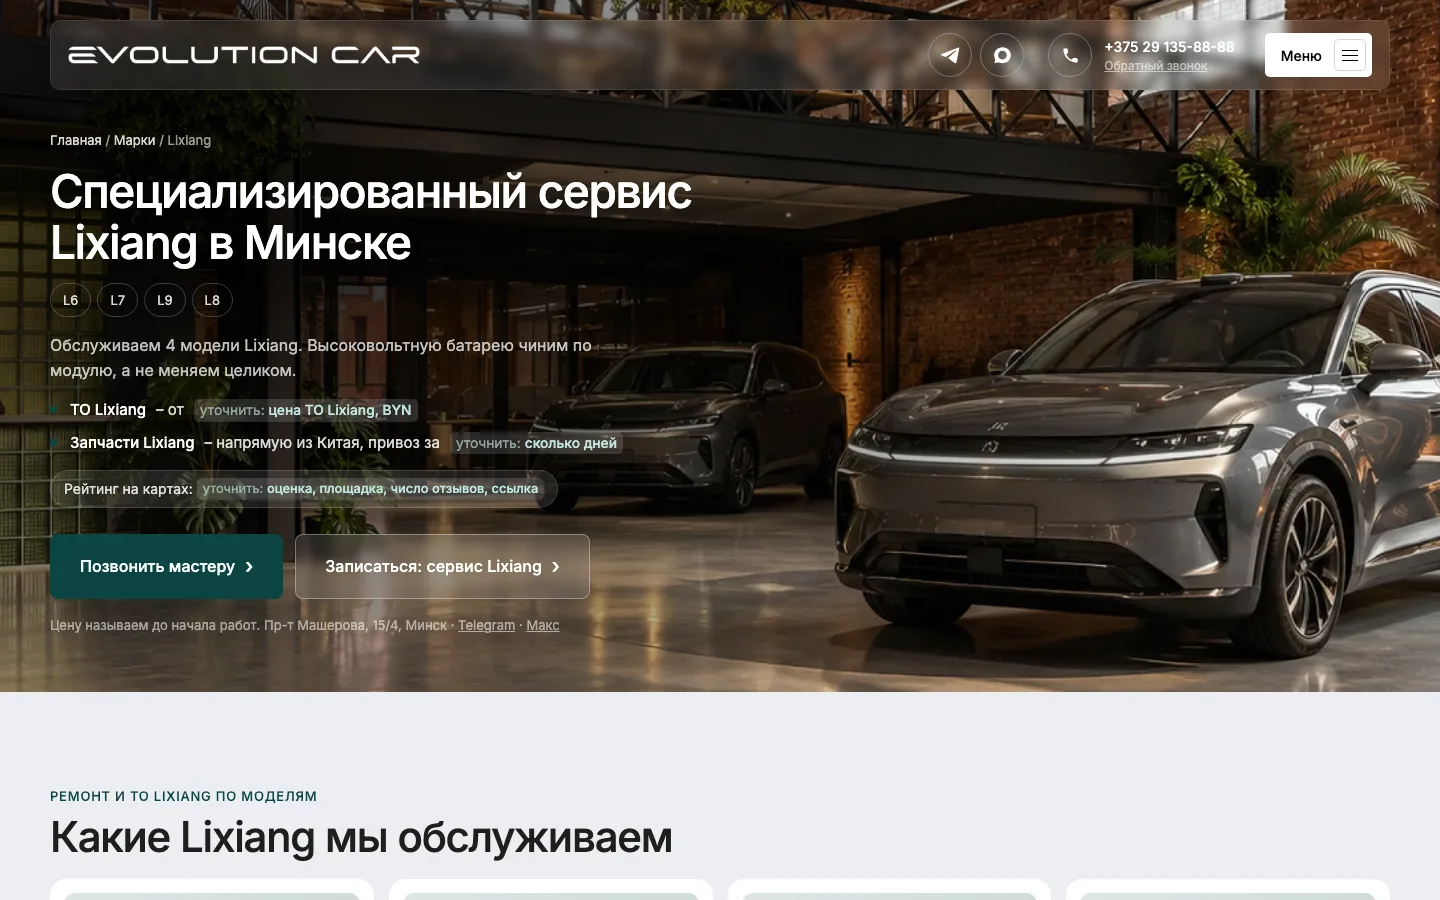 EVOLUTION CAR
+375 29 135-88-88
Обратный звонок
Меню
Главная / Марки / Lixiang
Специализированный сервис
Lixiang в Минске
L6 L7 L9 L8
Обслуживаем 4 модели Lixiang. Высоковольтную батарею чиним по
модулю, а не меняем целиком.
ТО Lixiang – от уточнить: цена ТО Lixiang, BYN
Запчасти Lixiang – напрямую из Китая, привоз за уточнить: сколько дней
Рейтинг на картах: уточнить: оценка, площадка, число отзывов, ссылка
Позвонить мастеру ›
Записаться: сервис Lixiang ›
Цену называем до начала работ. Пр-т Машерова, 15/4, Минск · Telegram · Макс
РЕМОНТ И ТО LIXIANG ПО МОДЕЛЯМ
Какие Lixiang мы обслуживаем